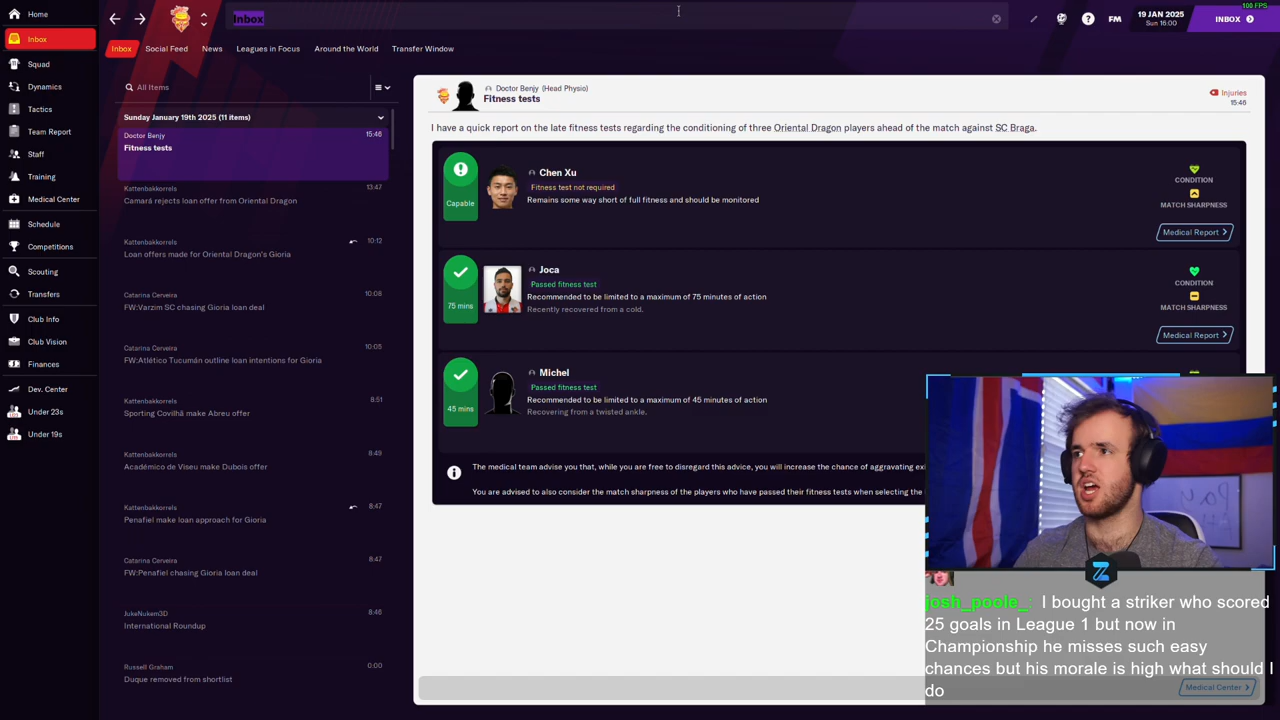 Home
Inbox
100 FPS
19 JAN 2025
Sun 16:00
FM
INBOX
Inbox
Inbox Social Feed News Leagues in Focus Around the World Transfer Window
Squad
Dynamics
Tactics
Team Report
Staff
Training
Medical Center
Schedule
Competitions
Scouting
Transfers
Club Info
Club Vision
Finances
Dev. Center
Under 23s
Under 19s
All Items
Sunday January 19th 2025 (11 items)
Doctor Benjy 15:46
Fitness tests
Kattenbakkorrels 13:47
Camará rejects loan offer from Oriental Dragon
Kattenbakkorrels 10:12
Loan offers made for Oriental Dragon's Gioria
Catarina Cerveira 10:08
FW:Varzim SC chasing Gioria loan deal
Catarina Cerveira 10:05
FW:Atlético Tucumán outline loan intentions for Gioria
Kattenbakkorrels 8:51
Sporting Covilhã make Abreu offer
Kattenbakkorrels 8:49
Académico de Viseu make Dubois offer
Kattenbakkorrels 8:47
Penafiel make loan approach for Gioria
Catarina Cerveira 8:47
FW:Penafiel chasing Gioria loan deal
JukeNukem3D 8:46
International Roundup
Russell Graham 0:00
Duque removed from shortlist
Doctor Benjy (Head Physio)
Fitness tests
Injuries
15:46
I have a quick report on the late fitness tests regarding the conditioning of three Oriental Dragon players ahead of the match against SC Braga.
Capable
Chen Xu
Fitness test not required
Remains some way short of full fitness and should be monitored
CONDITION
MATCH SHARPNESS
Medical Report
75 mins
Joca
Passed fitness test
Recommended to be limited to a maximum of 75 minutes of action
Recently recovered from a cold.
CONDITION
MATCH SHARPNESS
Medical Report
45 mins
Michel
Passed fitness test
Recommended to be limited to a maximum of 45 minutes of action
Recovering from a twisted ankle.
The medical team advise you that, while you are free to disregard this advice, you will increase the chance of aggravating
You are advised to also consider the match sharpness of the players who have passed their fitness tests when selecting the
josh_poole_: I bought a striker who scored
25 goals in League 1 but now in
Championship he misses such easy
chances but his morale is high what should I
do
Medical Center